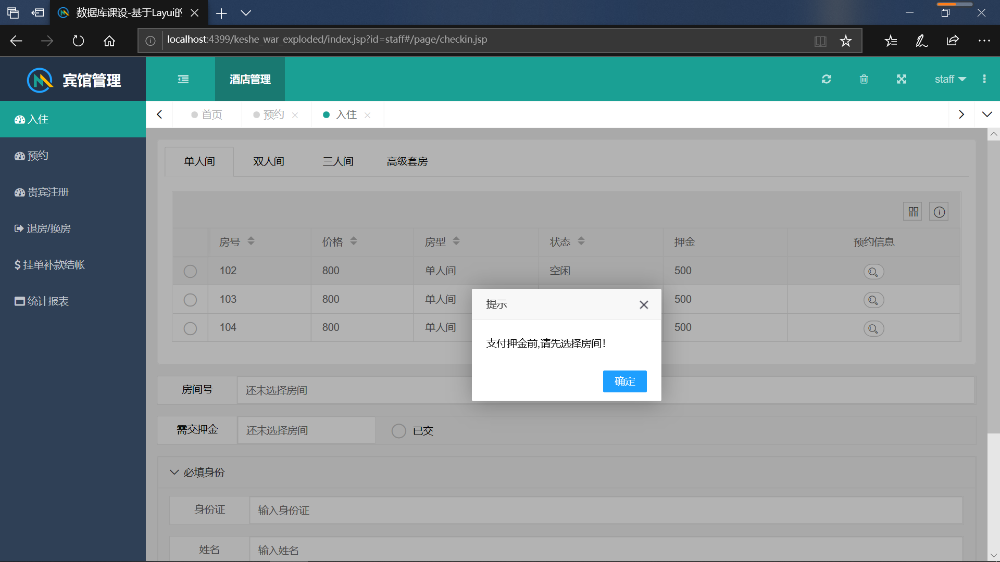 数据库课设-基于Layui的
localhost:4399/keshe_war_exploded/index.jsp?id=staff#/page/checkin.jsp
宾馆管理
酒店管理
staff
入住
预约
贵宾注册
退房/换房
$ 挂单补款结帐
统计报表
首页
预约
入住
单人间
双人间
三人间
高级套房
房号 价格 房型 状态 押金 预约信息
102 800 单人间 空闲 500
103 800 单人间 500
104 800 单人间 500
提示
支付押金前,请先选择房间!
确定
房间号 还未选择房间
需交押金 还未选择房间 已交
必填身份
身份证 输入身份证
姓名 输入姓名